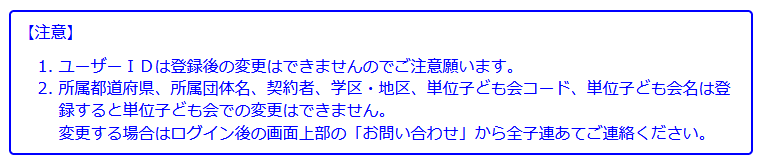 【注意】
1. ユーザーＩＤは登録後の変更はできませんのでご注意願います。
2. 所属都道府県、所属団体名、契約者、学区・地区、単位子ども会コード、単位子ども会名は登
録すると単位子ども会での変更はできません。
変更する場合はログイン後の画面上部の「お問い合わせ」から全子連あてご連絡ください。